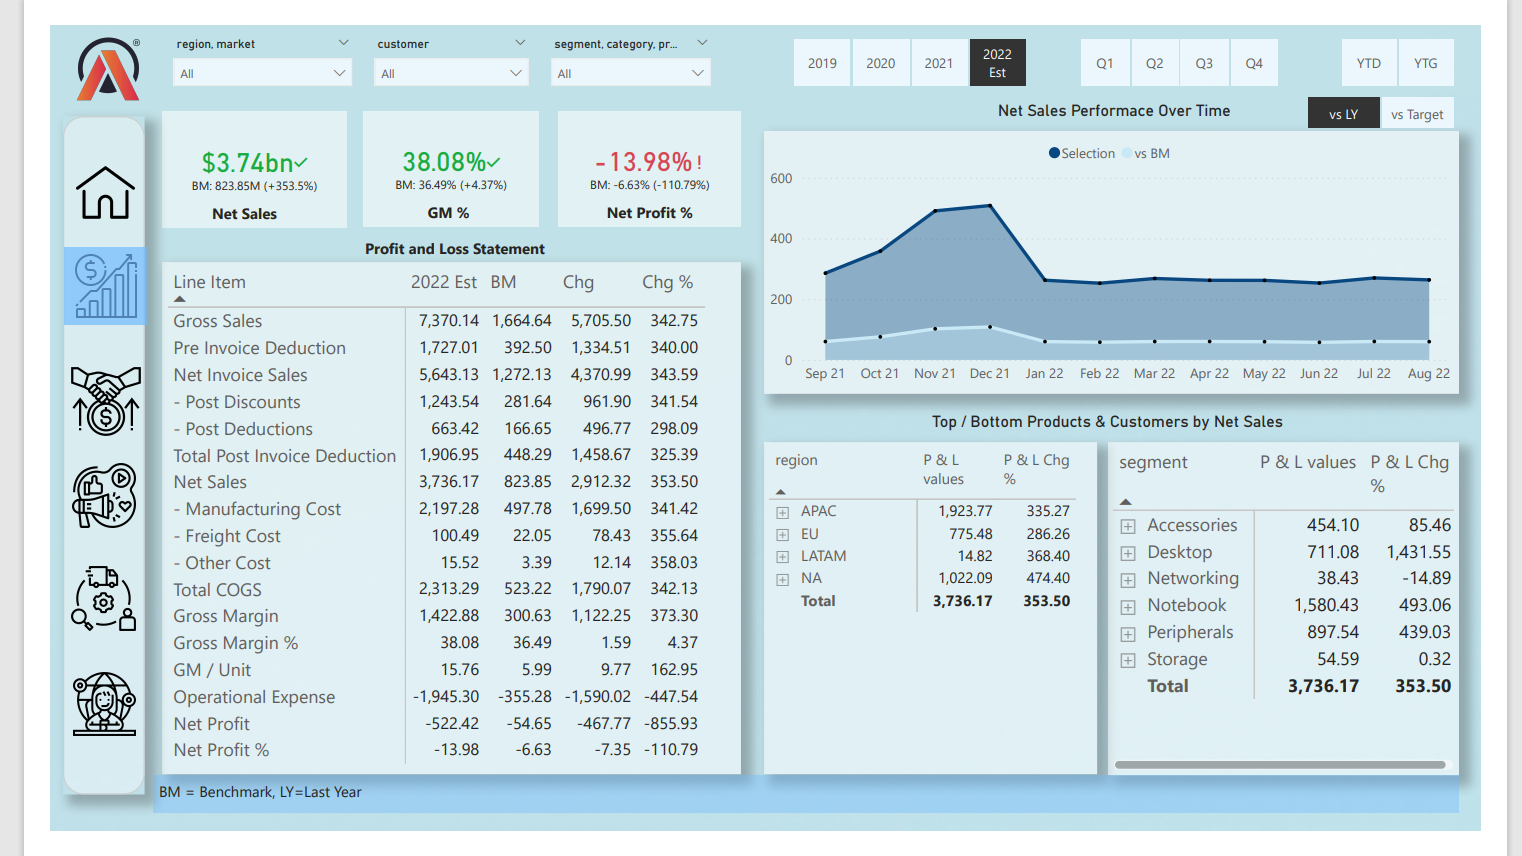 region, market
customer
segment, category, pr...
All
All
All
2019
2020
2021
2022
Est
Q1
Q2
Q3
Q4
YTD
YTG
®
Net Sales Performace Over Time
vs LY
vs Target
$3.74bn
BM: 823.85M (+353.5%)
Net Sales
38.08%
BM: 36.49% (+4.37%)
GM %
-13.98% !
BM: -6.63% (-110.79%)
Net Profit %
Selection
vs BM
600
400
200
0
Sep 21 Oct 21 Nov 21 Dec 21 Jan 22 Feb 22 Mar 22 Apr 22 May 22 Jun 22 Jul 22 Aug 22
Profit and Loss Statement
Line Item 2022 Est BM Chg Chg %
Gross Sales 7,370.14 1,664.64 5,705.50 342.75
Pre Invoice Deduction 1,727.01 392.50 1,334.51 340.00
Net Invoice Sales 5,643.13 1,272.13 4,370.99 343.59
- Post Discounts 1,243.54 281.64 961.90 341.54
- Post Deductions 663.42 166.65 496.77 298.09
Total Post Invoice Deduction 1,906.95 448.29 1,458.67 325.39
Net Sales 3,736.17 823.85 2,912.32 353.50
- Manufacturing Cost 2,197.28 497.78 1,699.50 341.42
- Freight Cost 100.49 22.05 78.43 355.64
- Other Cost 15.52 3.39 12.14 358.03
Total COGS 2,313.29 523.22 1,790.07 342.13
Gross Margin 1,422.88 300.63 1,122.25 373.30
Gross Margin % 38.08 36.49 1.59 4.37
GM / Unit 15.76 5.99 9.77 162.95
Operational Expense -1,945.30 -355.28 -1,590.02 -447.54
Net Profit -522.42 -54.65 -467.77 -855.93
Net Profit % -13.98 -6.63 -7.35 -110.79
Top / Bottom Products & Customers by Net Sales
region P & L P & L Chg
values %
APAC 1,923.77 335.27
EU 775.48 286.26
LATAM 14.82 368.40
NA 1,022.09 474.40
Total 3,736.17 353.50
segment P & L values P & L Chg
%
Accessories 454.10 85.46
Desktop 711.08 1,431.55
Networking 38.43 -14.89
Notebook 1,580.43 493.06
Peripherals 897.54 439.03
Storage 54.59 0.32
Total 3,736.17 353.50
BM = Benchmark, LY=Last Year